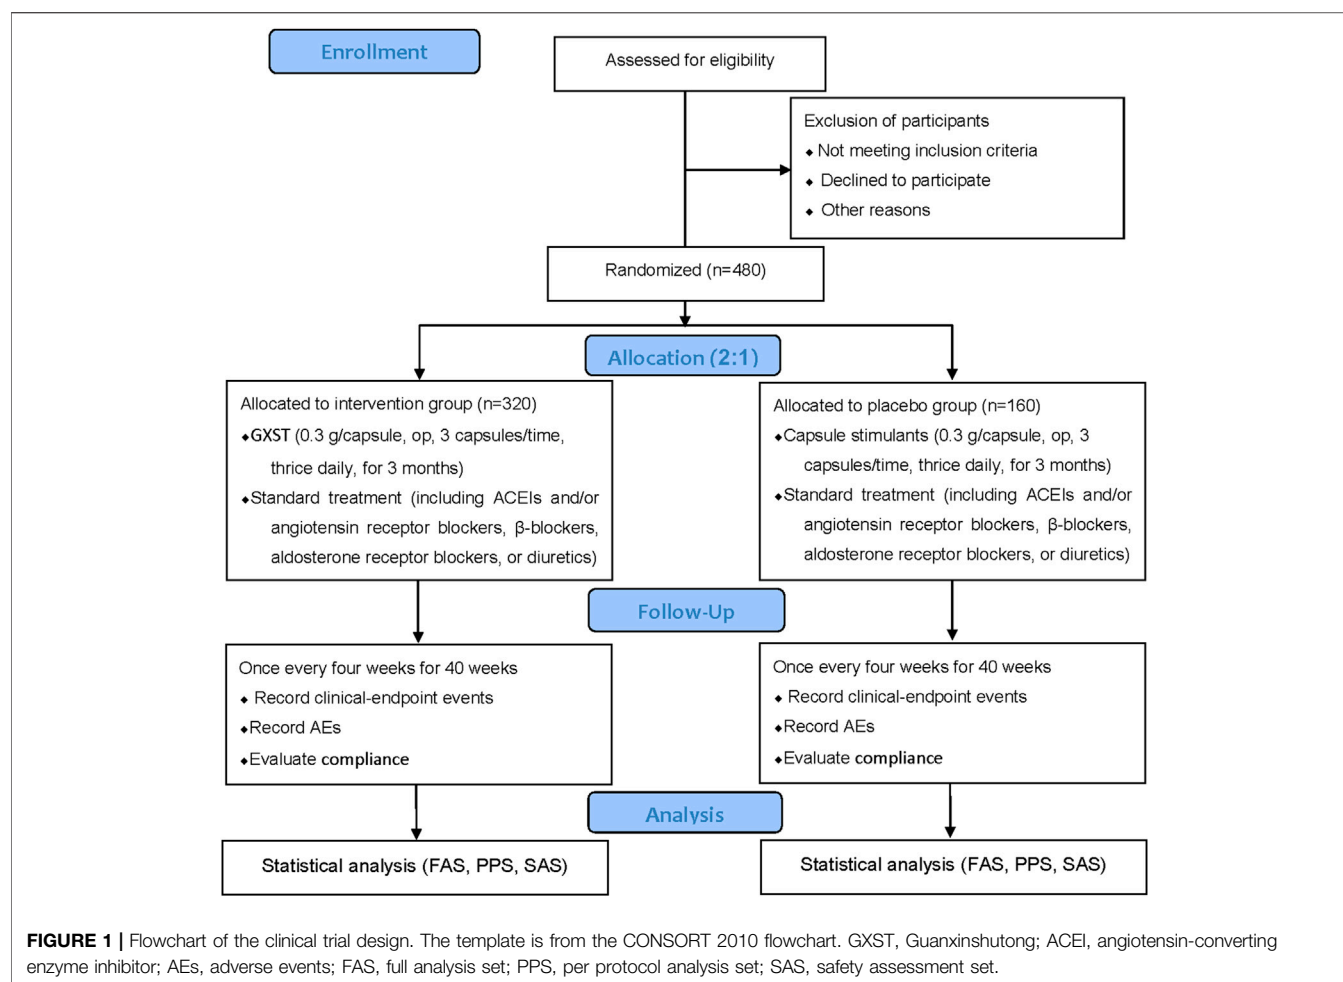 Enrollment
Assessed for eligibility
Exclusion of participants
◆ Not meeting inclusion criteria
◆ Declined to participate
◆ Other reasons
Randomized (n=480)
Allocation (2:1)
Allocated to intervention group (n=320)
◆GXST (0.3 g/capsule, op, 3 capsules/time,
thrice daily, for 3 months)
◆Standard treatment (including ACEIs and/or
angiotensin receptor blockers, β-blockers,
aldosterone receptor blockers, or diuretics)
Allocated to placebo group (n=160)
◆Capsule stimulants (0.3 g/capsule, op, 3
capsules/time, thrice daily, for 3 months)
◆Standard treatment (including ACEIs and/or
angiotensin receptor blockers, β-blockers,
aldosterone receptor blockers, or diuretics)
Follow-Up
Once every four weeks for 40 weeks
◆ Record clinical-endpoint events
◆Record AEs
◆Evaluate compliance
Once every four weeks for 40 weeks
◆ Record clinical-endpoint events
◆Record AEs
◆Evaluate compliance
Analysis
Statistical analysis (FAS, PPS, SAS)
Statistical analysis (FAS, PPS, SAS)
FIGURE 1 | Flowchart of the clinical trial design. The template is from the CONSORT 2010 flowchart. GXST, Guanxinshutong; ACEI, angiotensin-converting
enzyme inhibitor; AEs, adverse events; FAS, full analysis set; PPS, per protocol analysis set; SAS, safety assessment set.